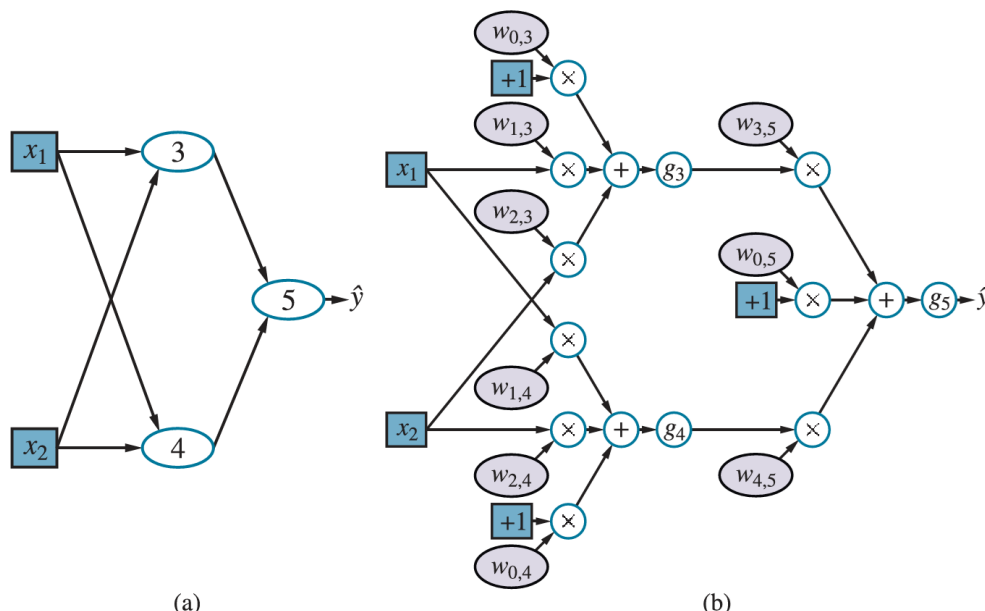 x₁
3
5
ŷ
x₂
4
(a)
w₀,₃
+1
×
w₁,₃
x₁
×
+
g₃
w₂,₃
×
w₃,₅
×
w₀,₅
+1
×
+
g₅
ŷ
×
w₁,₄
x₂
×
+
g₄
w₂,₄
×
w₄,₅
+1
×
w₀,₄
(b)